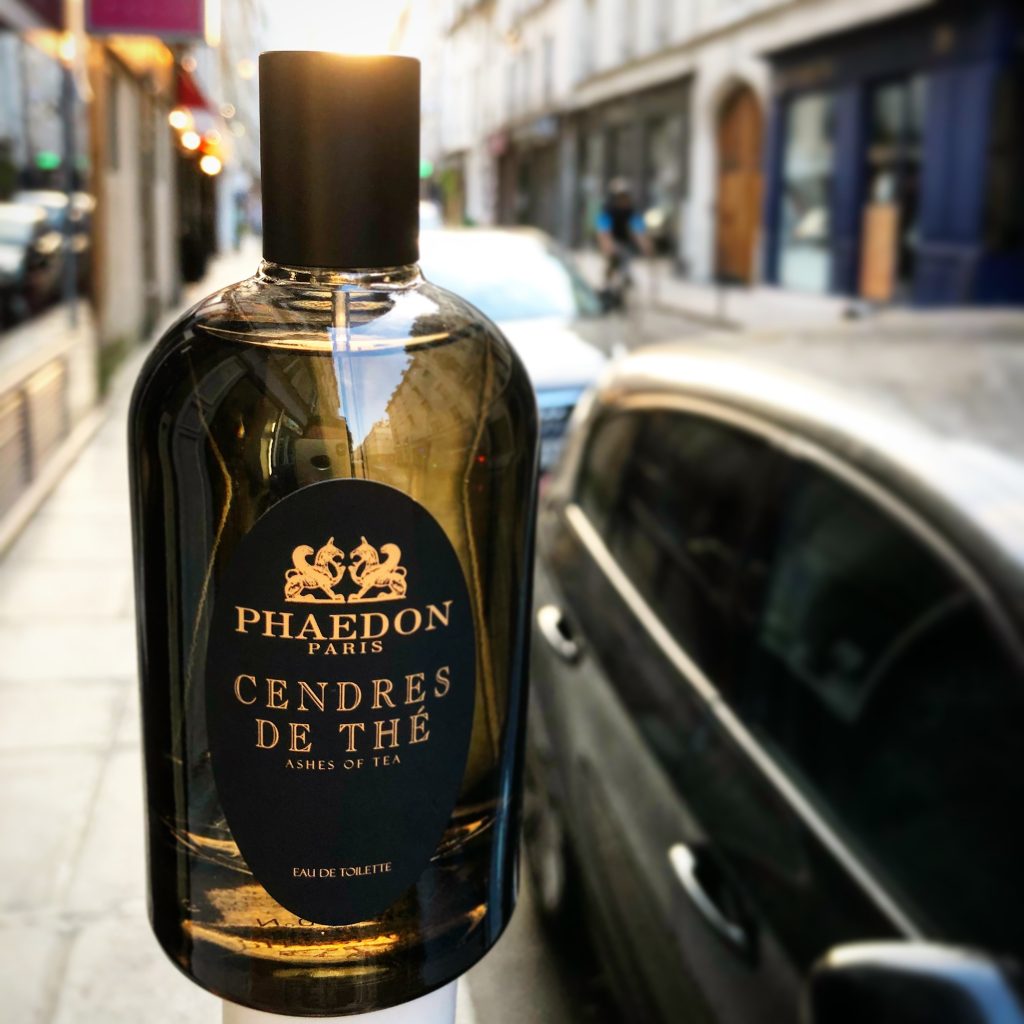 PHAEDON
PARIS
CENDRES
DE THÉ
ASHES OF TEA
EAU DE TOILETTE